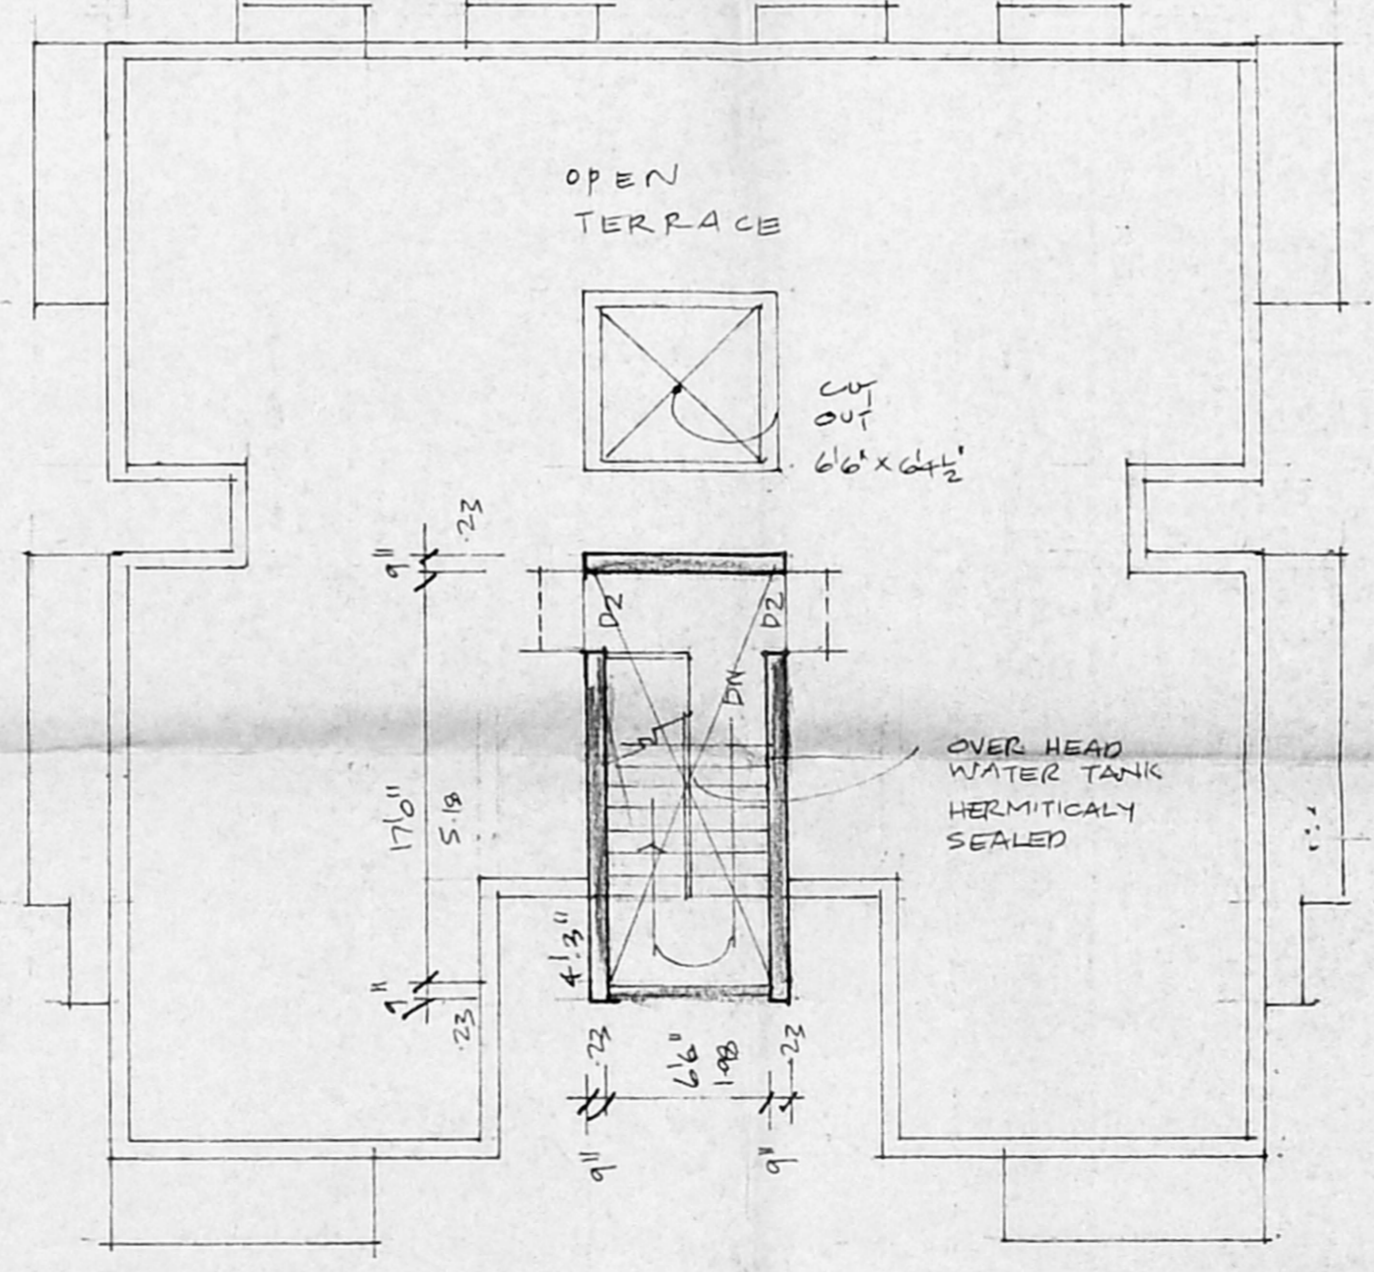 OPEN
TERRACE
CUT
OUT
6'6" x 6'4½"
9"
.23
D2
D2
DN
OVER HEAD
WATER TANK
HERMITICALY
SEALED
17'0"
5.18
4'.3"
9"
.23
.23
6'6"
1.98
.23
9"
9"